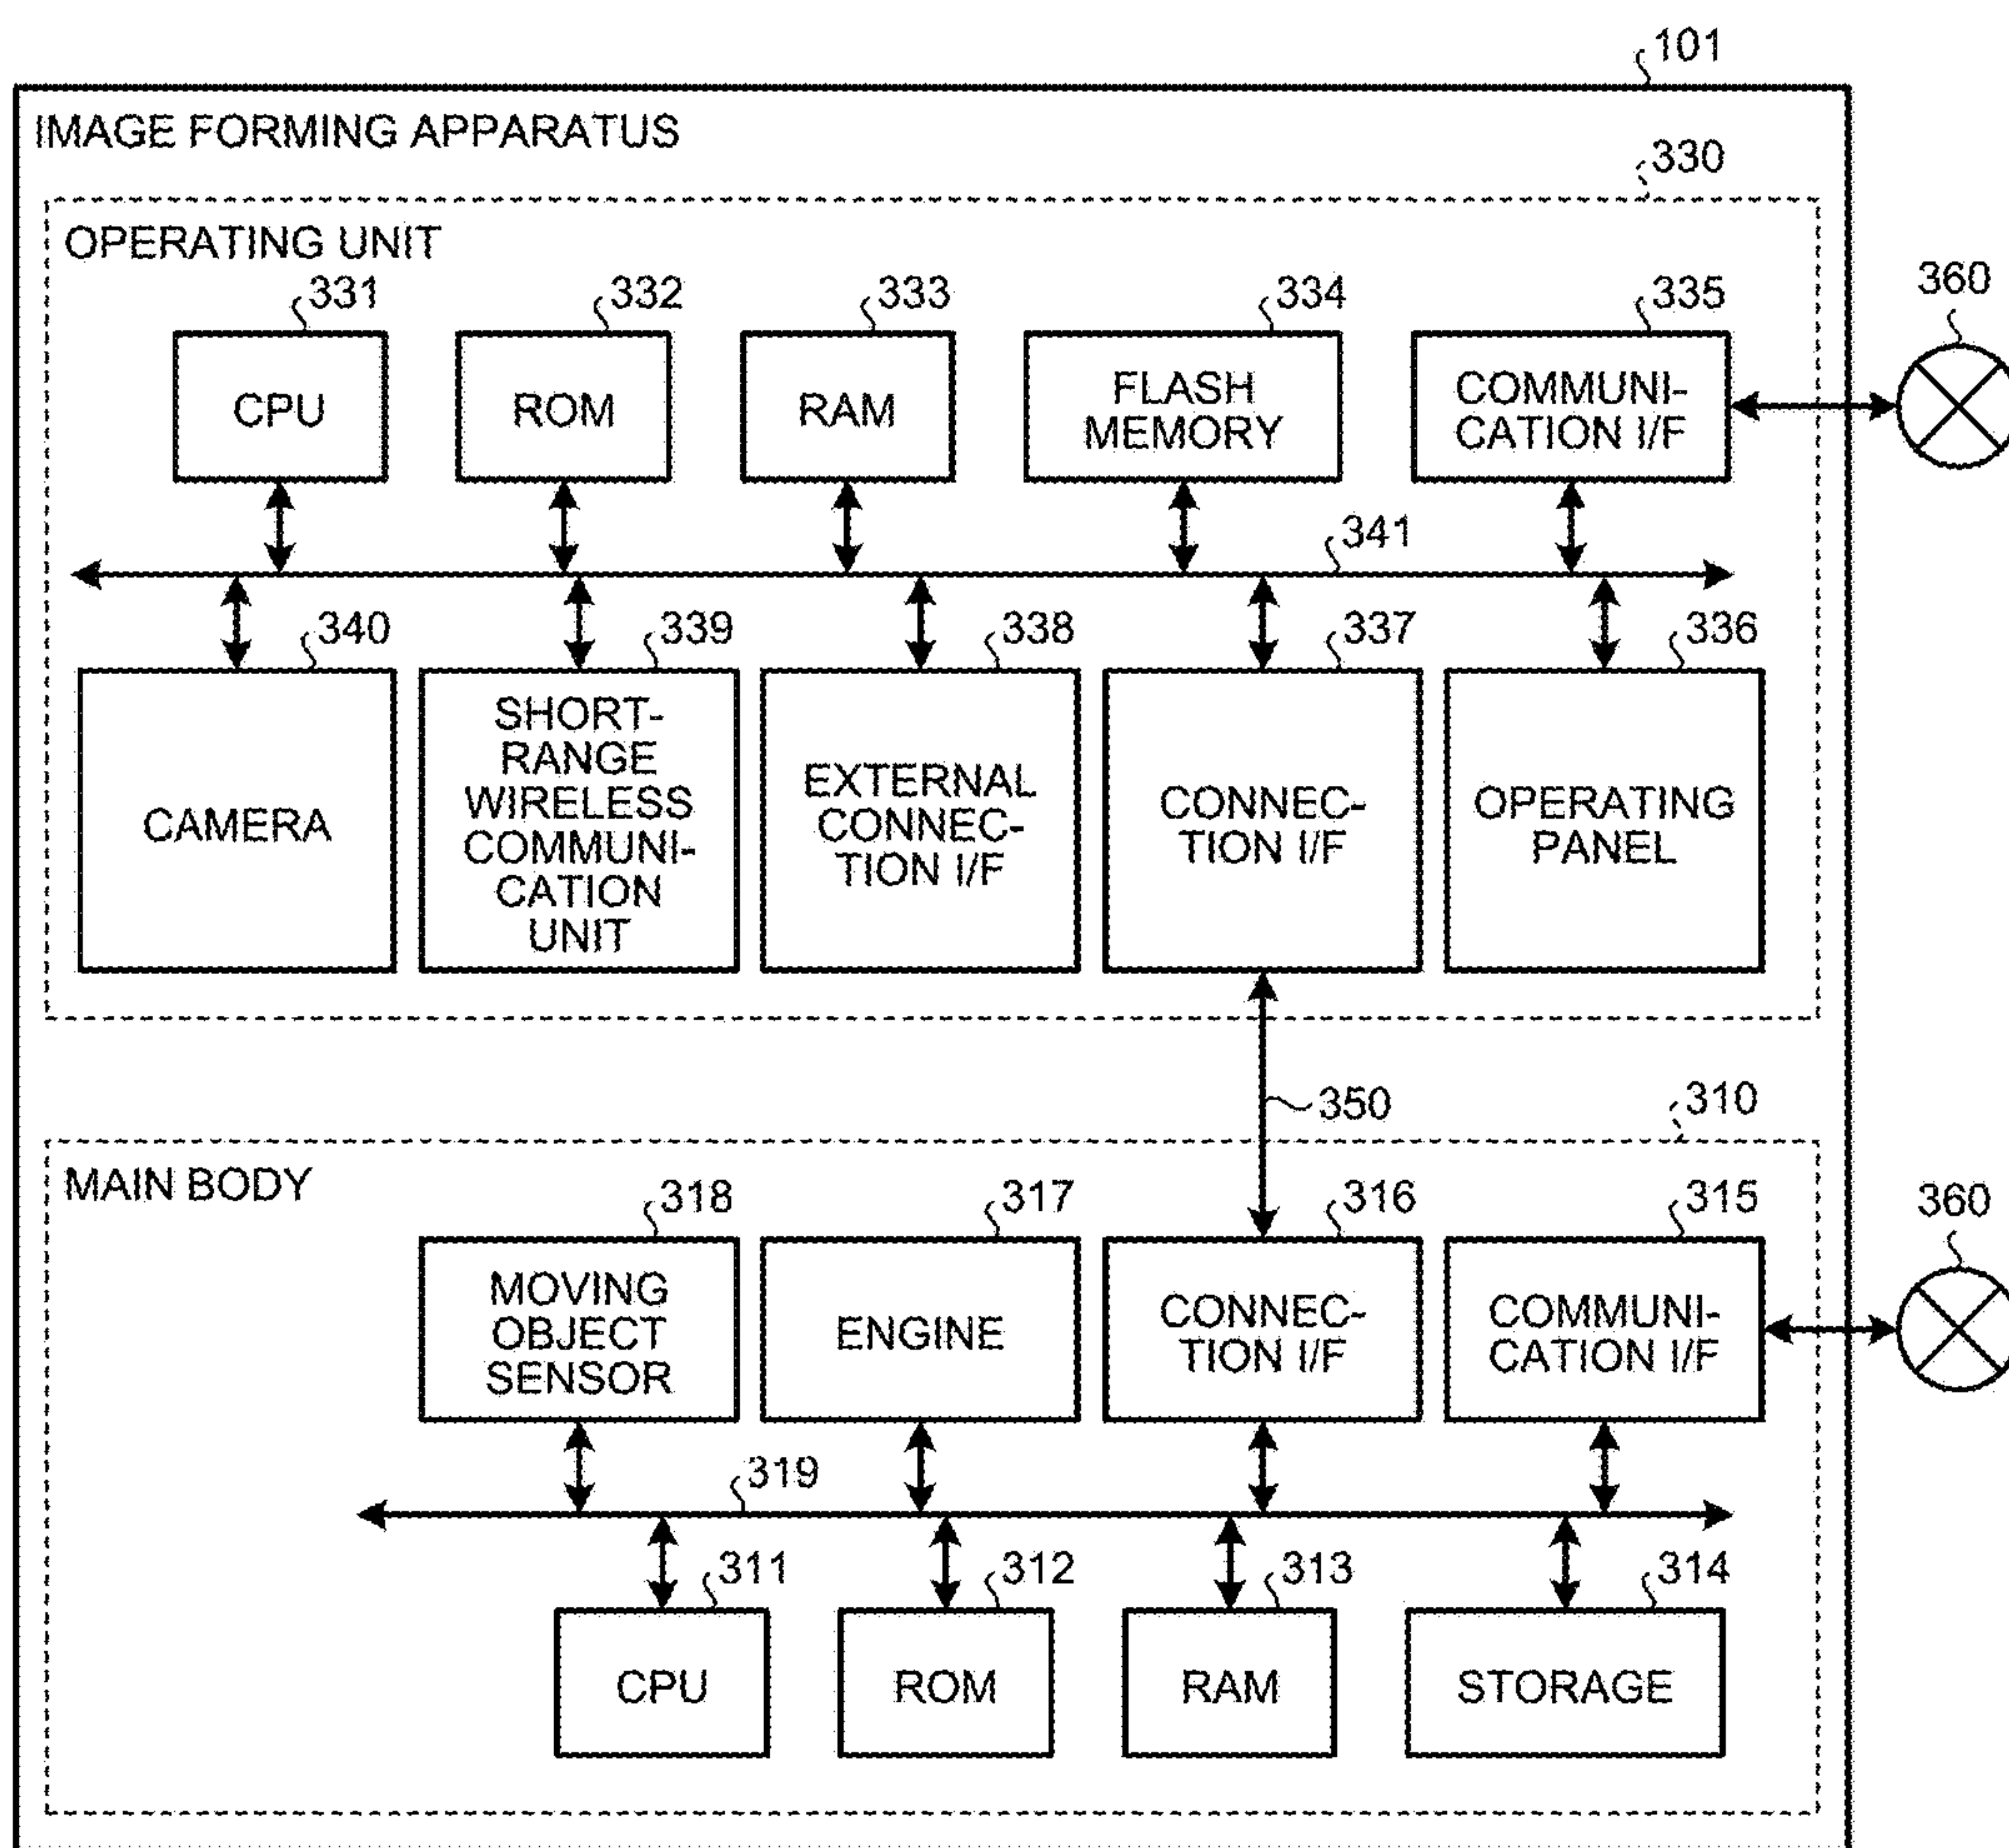 101
IMAGE FORMING APPARATUS
330
OPERATING UNIT
331
332
333
334
335
360
CPU
ROM
RAM
FLASH
MEMORY
COMMUNI-
CATION I/F
341
340
339
338
337
336
CAMERA
SHORT-
RANGE
WIRELESS
COMMUNI-
CATION
UNIT
EXTERNAL
CONNEC-
TION I/F
CONNEC-
TION I/F
OPERATING
PANEL
350
310
MAIN BODY
318
317
316
315
360
MOVING
OBJECT
SENSOR
ENGINE
CONNEC-
TION I/F
COMMUNI-
CATION I/F
319
311
312
313
314
CPU
ROM
RAM
STORAGE